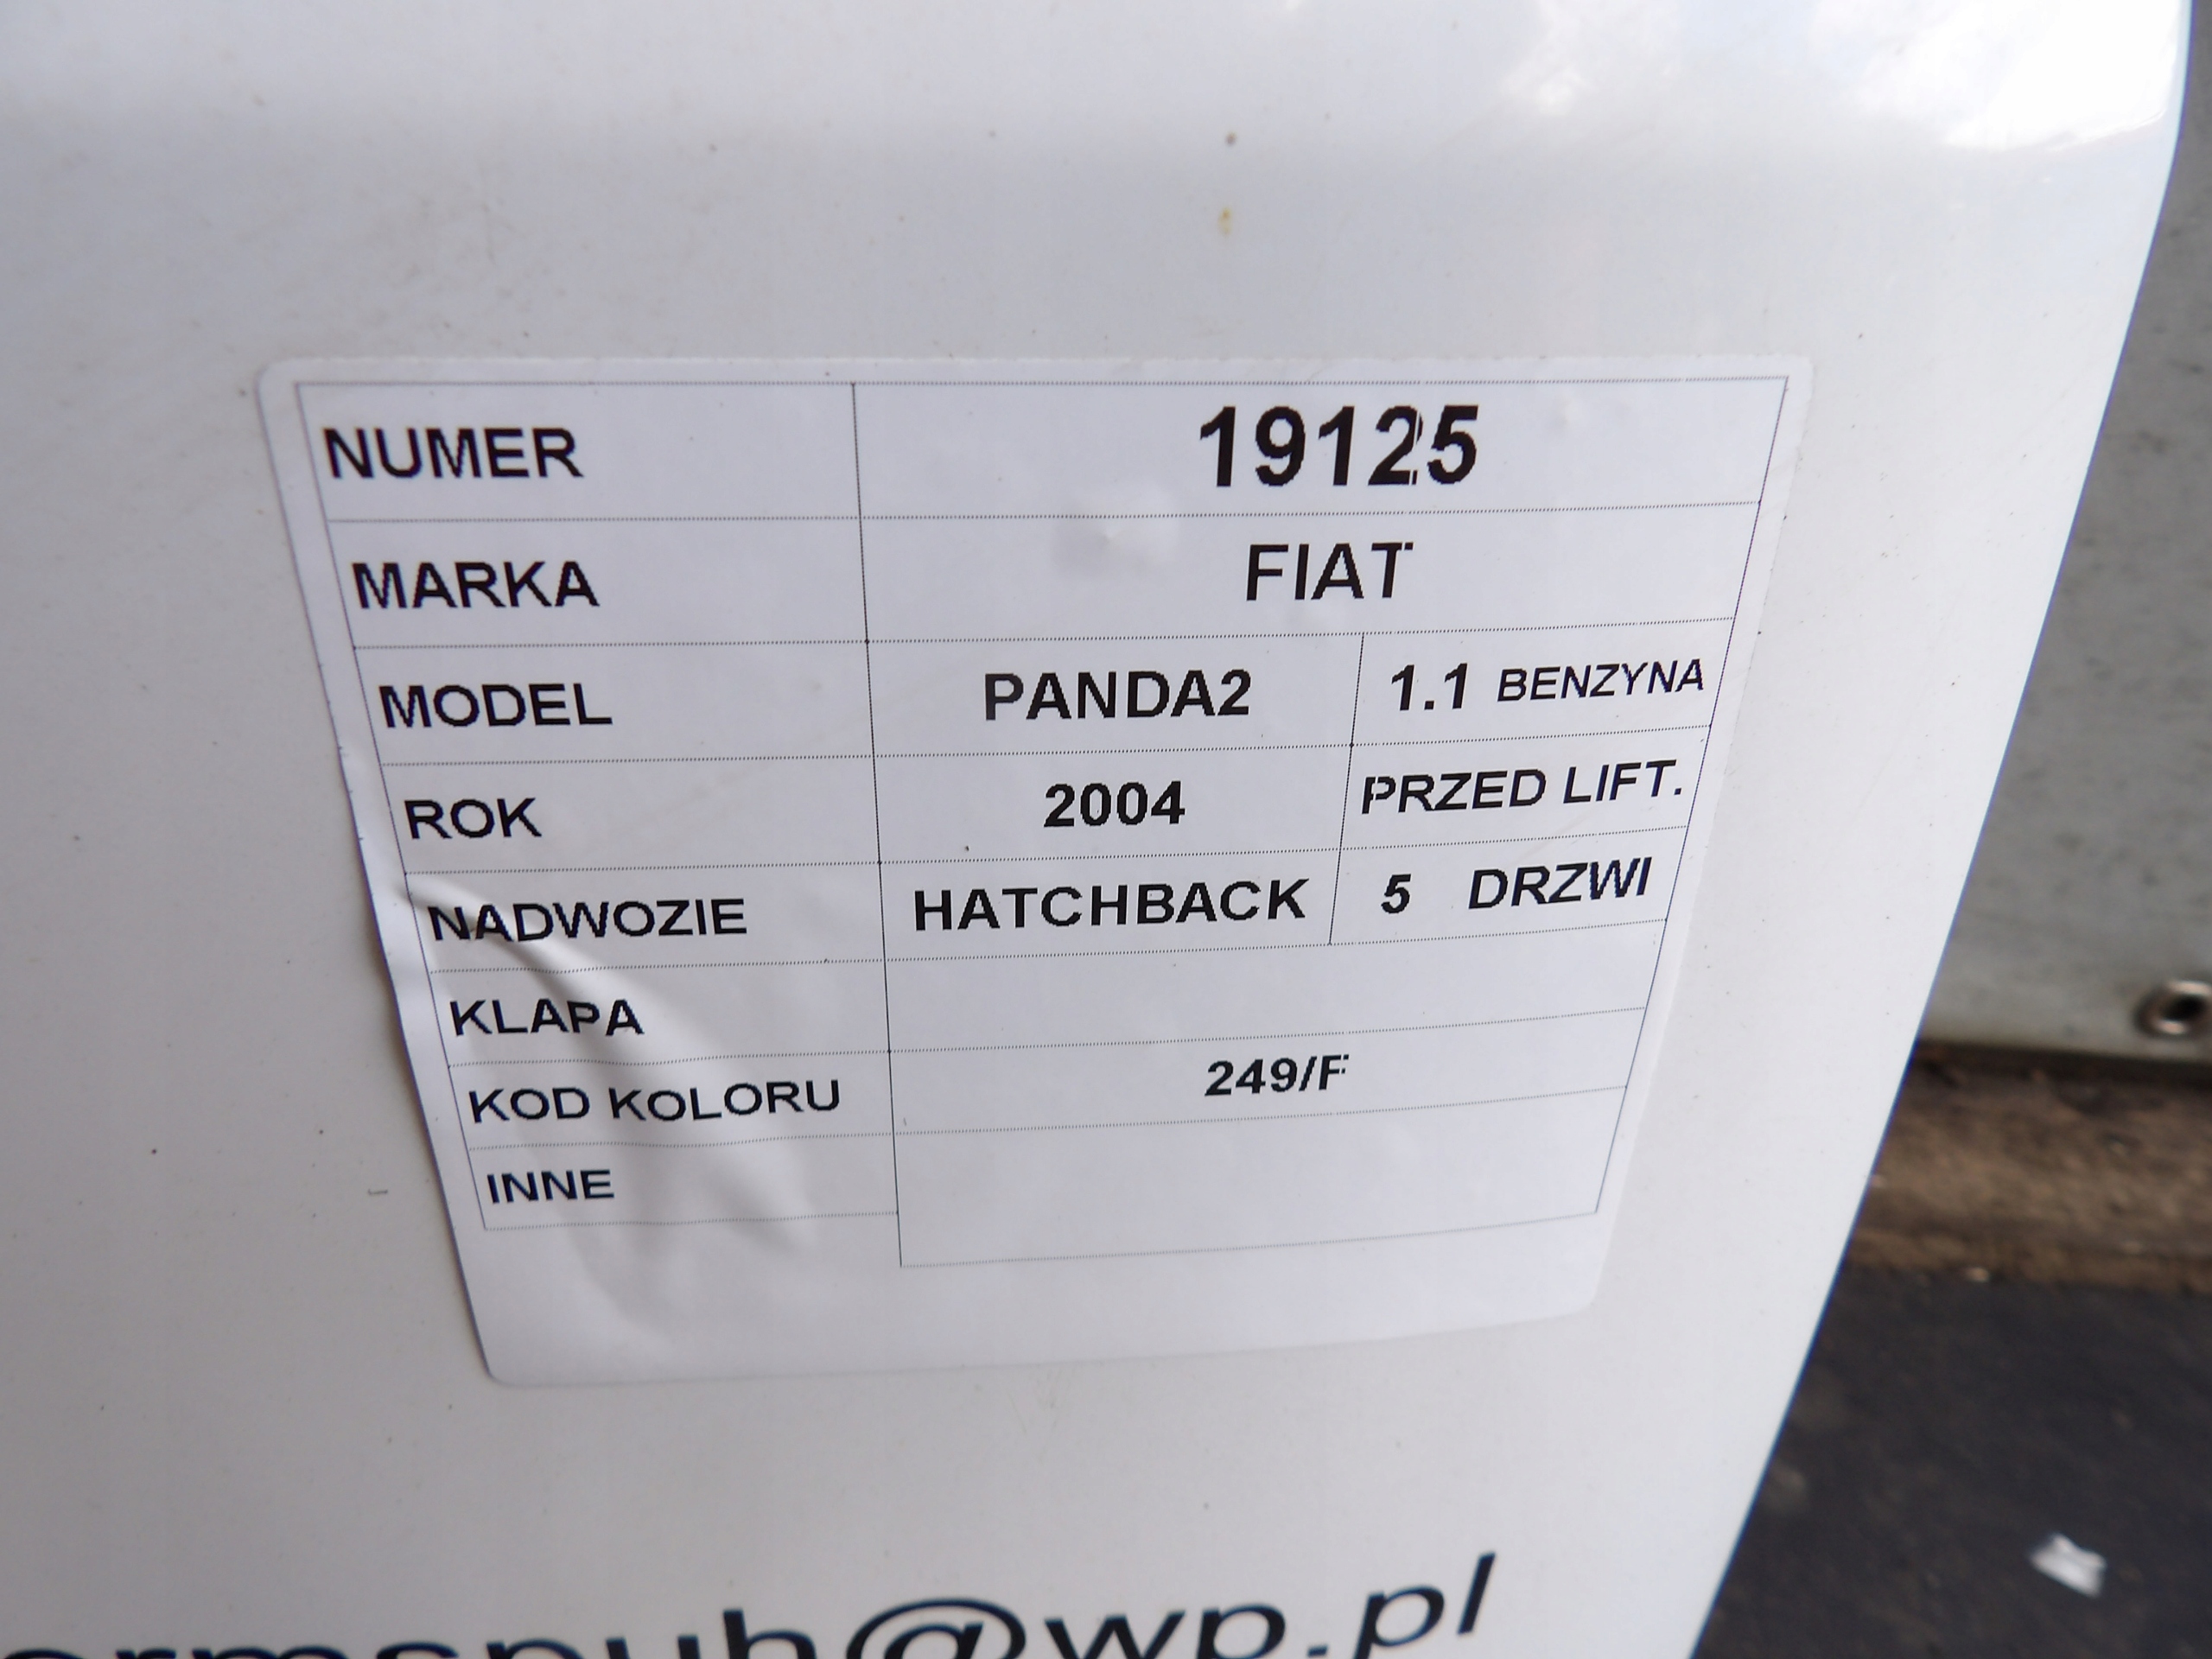 NUMER 19125
MARKA FIAT
MODEL PANDA2 1.1 BENZYNA
ROK 2004 PRZED LIFT.
NADWOZIE HATCHBACK 5 DRZWI
KLAPA
KOD KOLORU 249/F
INNE